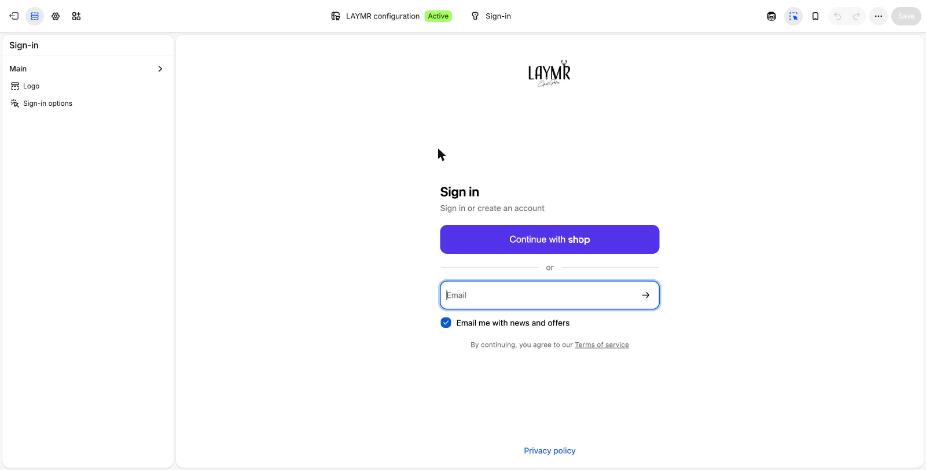 LAYMR configuration Active Sign-in Save
Sign-in
Main
Logo
Sign-in options
LAYMR
Sign in
Sign in or create an account
Continue with shop
or
Email
Email me with news and offers
By continuing, you agree to our Terms of service
Privacy policy